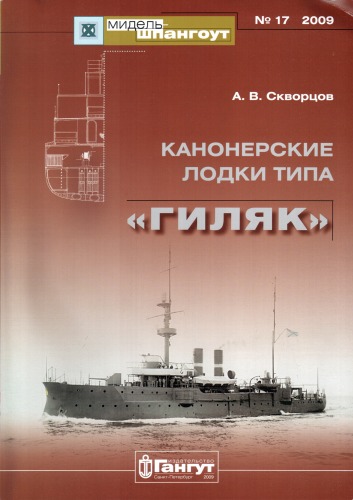 мидель
шпангоут
№ 17 2009
А. В. Скворцов
КАНОНЕРСКИЕ
ЛОДКИ ТИПА
«ГИЛЯК»
издательство
Гангут
Санкт-Петербург
2009